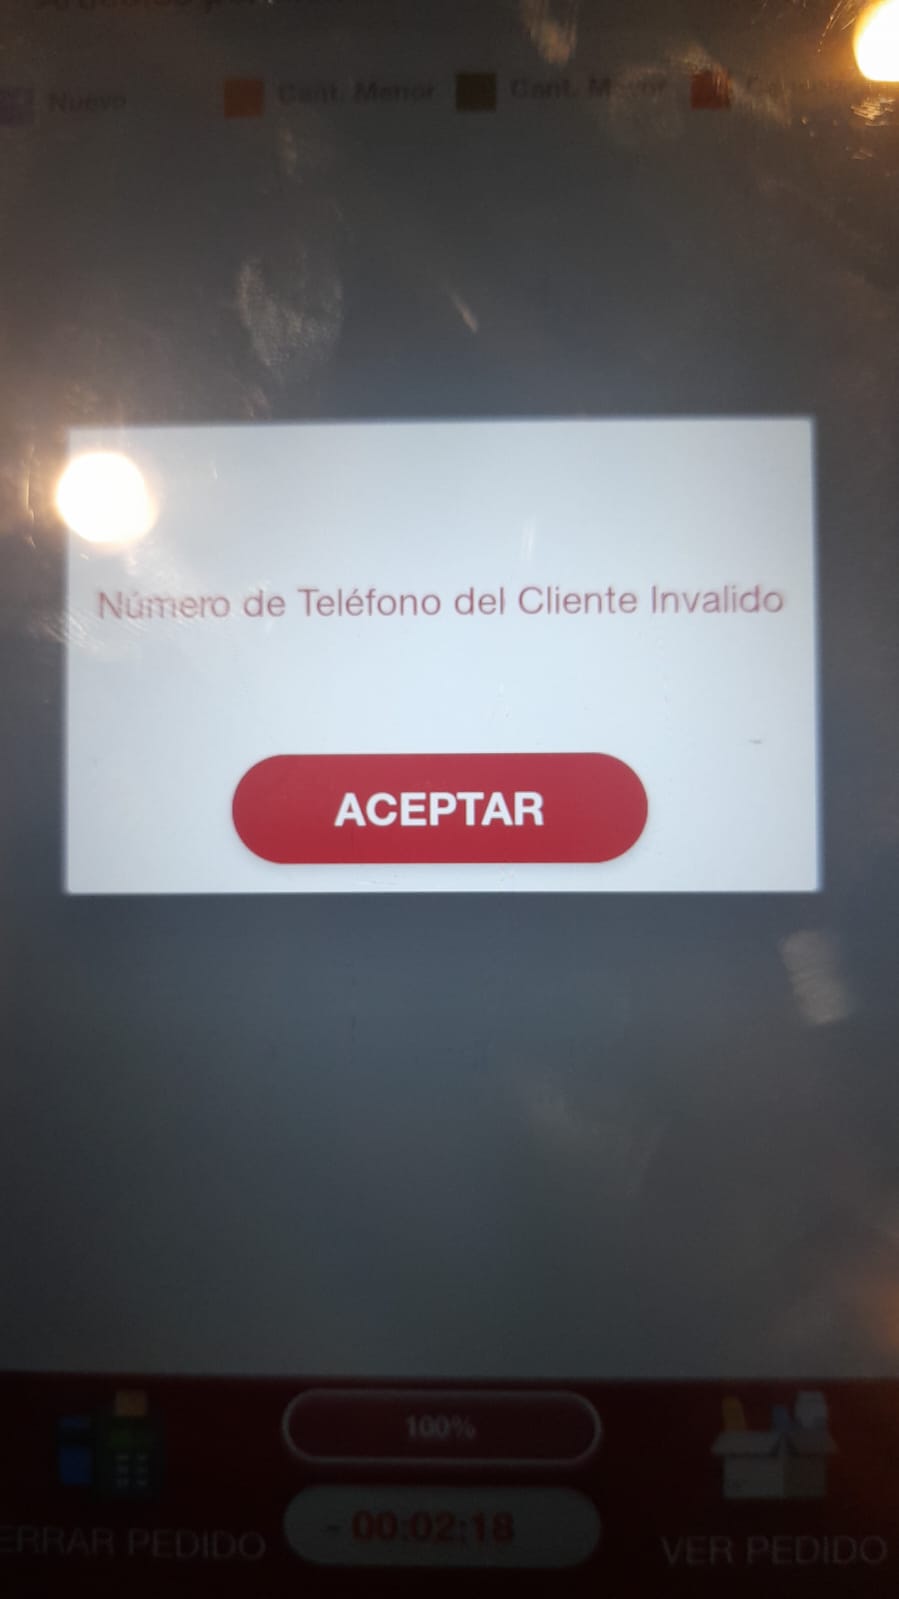 Nuevo
Cant. Menor
Cant. Mayor
Número de Teléfono del Cliente Invalido
ACEPTAR
100%
- 00:02:18
ERRAR PEDIDO
VER PEDIDO